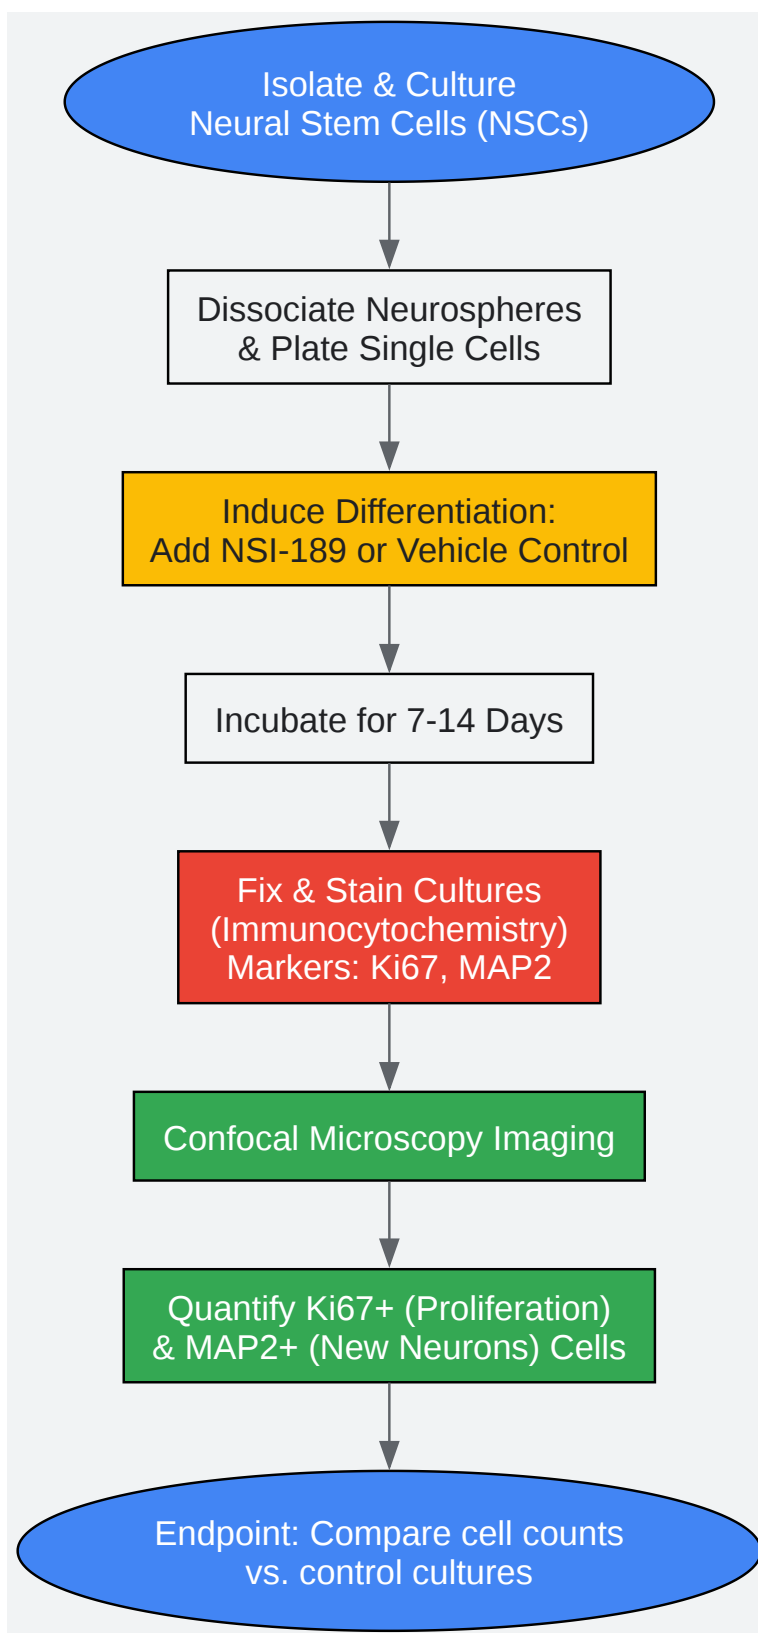 Isolate & Culture
Neural Stem Cells (NSCs)
Dissociate Neurospheres
& Plate Single Cells
Induce Differentiation:
Add NSI-189 or Vehicle Control
Incubate for 7-14 Days
Fix & Stain Cultures
(Immunocytochemistry)
Markers: Ki67, MAP2
Confocal Microscopy Imaging
Quantify Ki67+ (Proliferation)
& MAP2+ (New Neurons) Cells
Endpoint: Compare cell counts
vs. control cultures